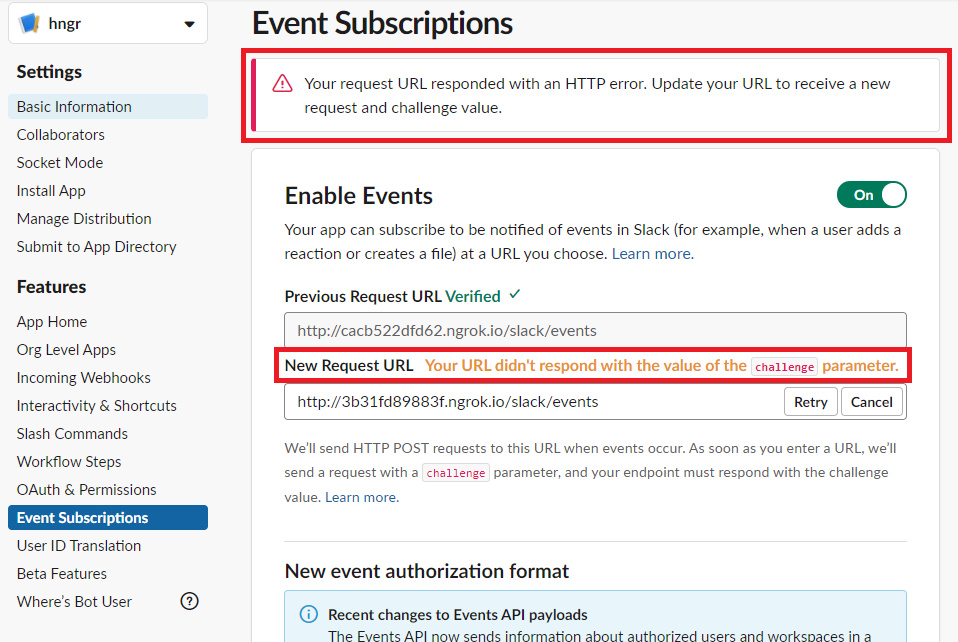 hngr
Settings
Basic Information
Collaborators
Socket Mode
Install App
Manage Distribution
Submit to App Directory
Features
App Home
Org Level Apps
Incoming Webhooks
Interactivity & Shortcuts
Slash Commands
Workflow Steps
OAuth & Permissions
Event Subscriptions
User ID Translation
Beta Features
Where's Bot User ?
Event Subscriptions
Your request URL responded with an HTTP error. Update your URL to receive a new
request and challenge value.
Enable Events On
Your app can subscribe to be notified of events in Slack (for example, when a user adds a
reaction or creates a file) at a URL you choose. Learn more.
Previous Request URL Verified ✓
http://cacb522dfd62.ngrok.io/slack/events
New Request URL Your URL didn't respond with the value of the challenge parameter.
http://3b31fd89883f.ngrok.io/slack/events Retry Cancel
We'll send HTTP POST requests to this URL when events occur. As soon as you enter a URL, we'll
send a request with a challenge parameter, and your endpoint must respond with the challenge
value. Learn more.
New event authorization format
Recent changes to Events API payloads
The Events API now sends information about authorized users and workspaces in a